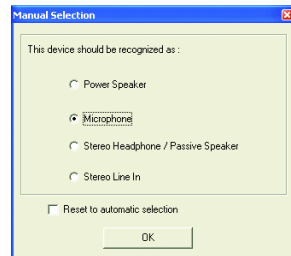 Manual Selection
This device should be recognized as :
Power Speaker
Microphone
Stereo Headphone / Passive Speaker
Stereo Line In
Reset to automatic selection
OK